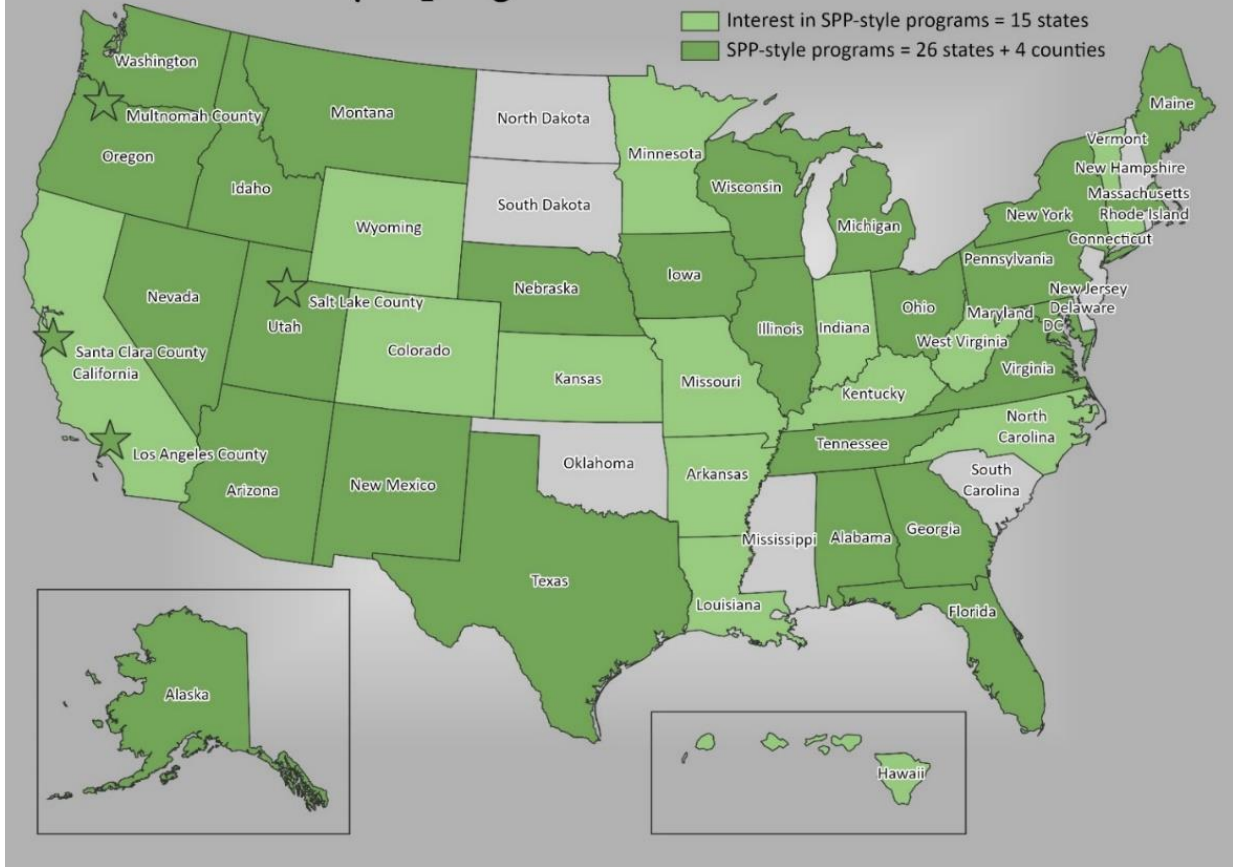 Interest in SPP-style programs = 15 states
SPP-style programs = 26 states + 4 counties
Washington
Multnomah County
Oregon
Idaho
Montana
North Dakota
South Dakota
Minnesota
Wisconsin
Michigan
Maine
Vermont
New Hampshire
Massachusetts
Rhode Island
Connecticut
New York
Pennsylvania
New Jersey
Delaware
Maryland
DC
Wyoming
Nebraska
Iowa
Illinois
Indiana
Ohio
West Virginia
Virginia
Nevada
Salt Lake County
Utah
Colorado
Kansas
Missouri
Kentucky
Santa Clara County
California
Los Angeles County
Arizona
New Mexico
Oklahoma
Arkansas
Tennessee
North
Carolina
South
Carolina
Mississippi
Alabama
Georgia
Texas
Louisiana
Florida
Alaska
Hawaii